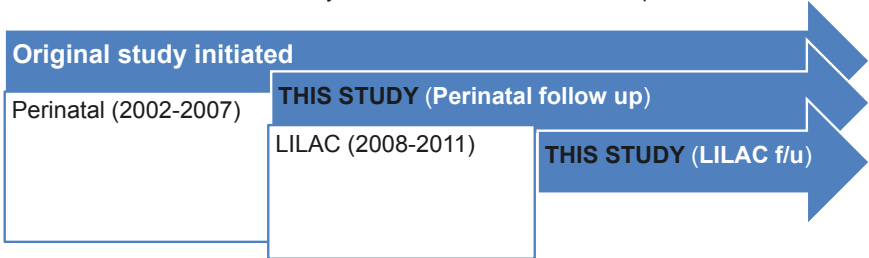 Original study initiated
Perinatal (2002-2007)
THIS STUDY (Perinatal follow up)
LILAC (2008-2011)
THIS STUDY (LILAC f/u)